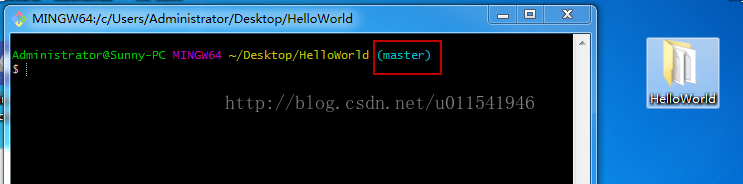 MINGW64:/c/Users/Administrator/Desktop/HelloWorld
Administrator@Sunny-PC MINGW64 ~/Desktop/HelloWorld (master)
$
http://blog.csdn.net/u011541946
HelloWorld